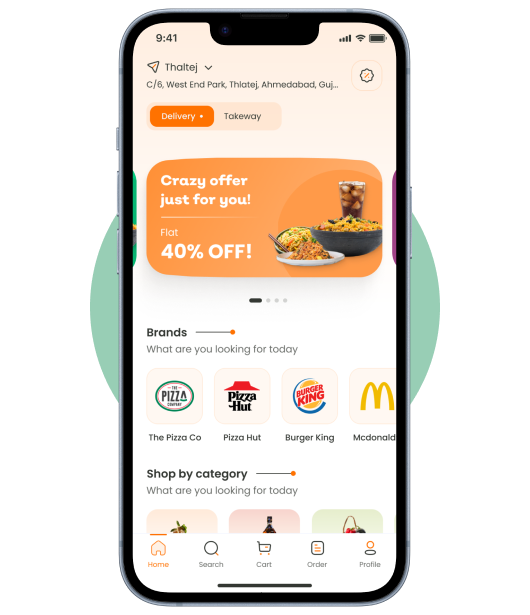 9:41
Thaltej
C/6, West End Park, Thlatej, Ahmedabad, Guj...
Delivery
Takeway
Crazy offer
just for you!
Flat
40% OFF!
Brands
What are you looking for today
THE
PIZZA
COMPANY
Pizza
Hut
BURGER
KING
The Pizza Co
Pizza Hut
Burger King
Mcdonald
Shop by category
What are you looking for today
Home
Search
Cart
Order
Profile